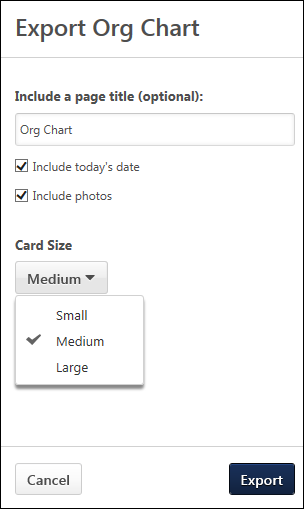 Export Org Chart
Include a page title (optional):
Org Chart
Include today's date
Include photos
Card Size
Medium
Small
Medium
Large
Cancel
Export